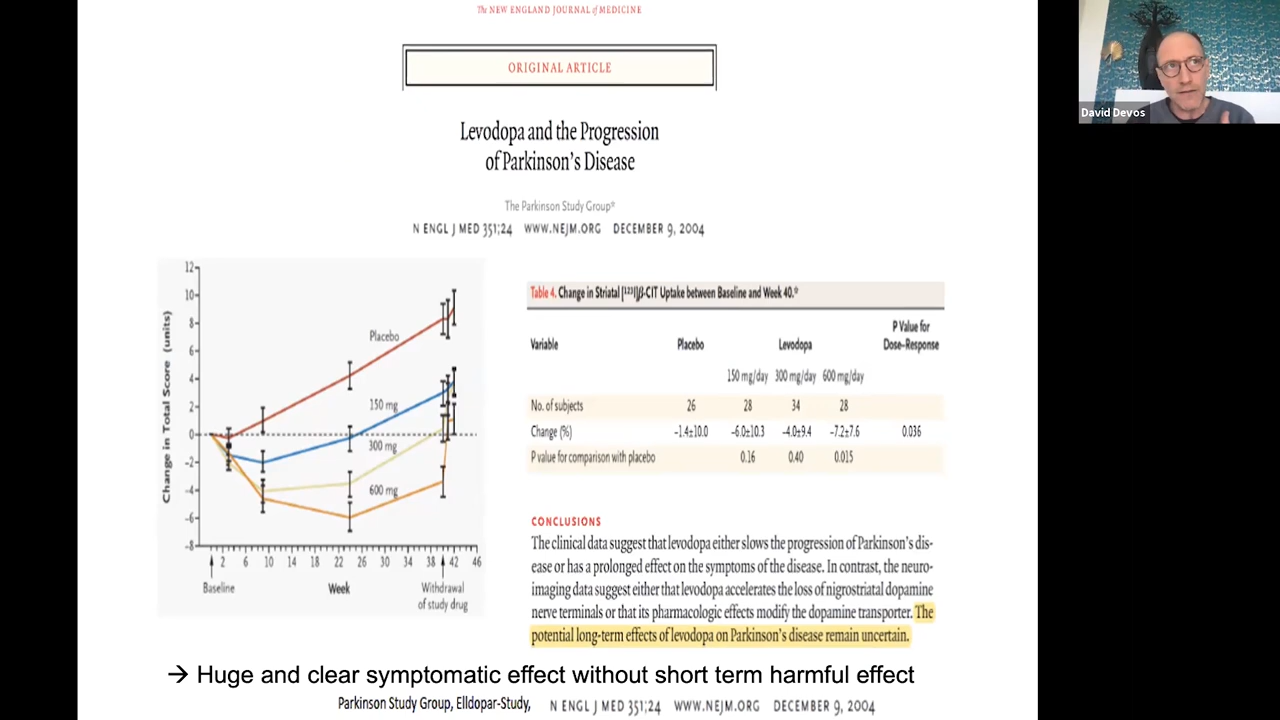 The NEW ENGLAND JOURNAL of MEDICINE
ORIGINAL ARTICLE
David Devos
Levodopa and the Progression
of Parkinson's Disease
The Parkinson Study Group*
N ENGL J MED 351;24 WWW.NEJM.ORG DECEMBER 9, 2004
Change in Total Score (units)
12
10
8
6
4
2
0
-2
-4
-6
-8
Placebo
150 mg
300 mg
600 mg
2 6 10 14 18 22 26 30 34 38 42 46
Baseline
Week
Withdrawal
of study drug
Table 4. Change in Striatal [123I]β-CIT Uptake between Baseline and Week 40.*
Variable Placebo Levodopa P Value for
Dose–Response
150 mg/day 300 mg/day 600 mg/day
No. of subjects 26 28 34 28
Change (%) −1.4±10.0 −6.0±10.3 −4.0±9.4 −7.2±7.6 0.036
P value for comparison with placebo 0.16 0.40 0.015
CONCLUSIONS
The clinical data suggest that levodopa either slows the progression of Parkinson's dis-
ease or has a prolonged effect on the symptoms of the disease. In contrast, the neuro-
imaging data suggest either that levodopa accelerates the loss of nigrostriatal dopamine
nerve terminals or that its pharmacologic effects modify the dopamine transporter. The
potential long-term effects of levodopa on Parkinson's disease remain uncertain.
→ Huge and clear symptomatic effect without short term harmful effect
Parkinson Study Group, Elldopar-Study, N ENGL J MED 351;24 WWW.NEJM.ORG DECEMBER 9, 2004